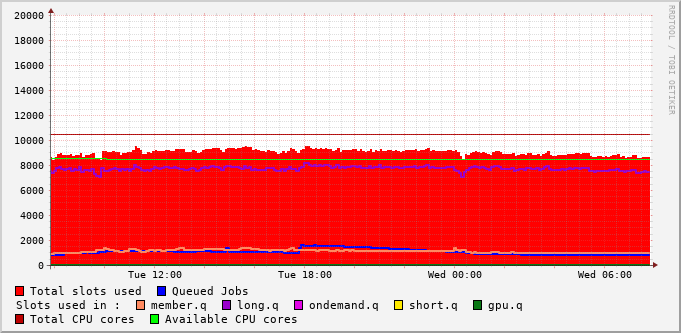 RRDTOOL / TOBI OETIKER
20000
18000
16000
14000
12000
10000
8000
6000
4000
2000
0
Tue 12:00 Tue 18:00 Wed 00:00 Wed 06:00
Total slots used Queued Jobs
Slots used in : member.q long.q ondemand.q short.q gpu.q
Total CPU cores Available CPU cores